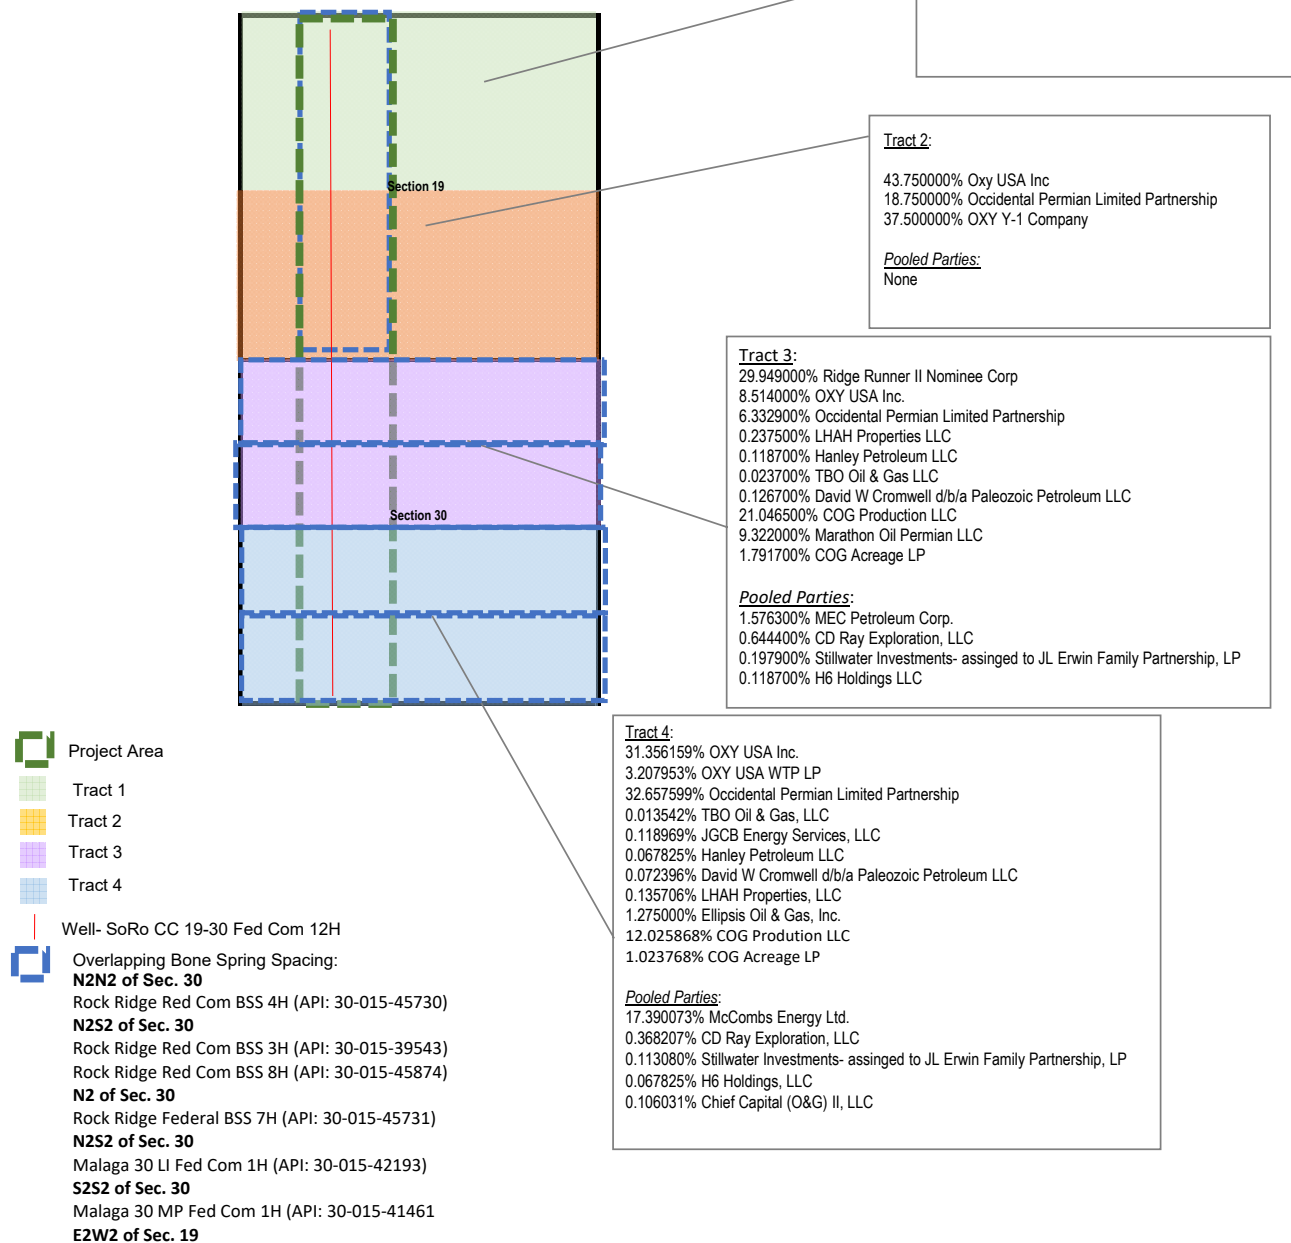 Section 19
Section 30
Tract 2:
43.750000% Oxy USA Inc
18.750000% Occidental Permian Limited Partnership
37.500000% OXY Y-1 Company
Pooled Parties:
None
Tract 3:
29.949000% Ridge Runner II Nominee Corp
8.514000% OXY USA Inc.
6.332900% Occidental Permian Limited Partnership
0.237500% LHAH Properties LLC
0.118700% Hanley Petroleum LLC
0.023700% TBO Oil & Gas LLC
0.126700% David W Cromwell d/b/a Paleozoic Petroleum LLC
21.046500% COG Production LLC
9.322000% Marathon Oil Permian LLC
1.791700% COG Acreage LP
Pooled Parties:
1.576300% MEC Petroleum Corp.
0.644400% CD Ray Exploration, LLC
0.197900% Stillwater Investments- assinged to JL Erwin Family Partnership, LP
0.118700% H6 Holdings LLC
Tract 4:
31.356159% OXY USA Inc.
3.207953% OXY USA WTP LP
32.657599% Occidental Permian Limited Partnership
0.013542% TBO Oil & Gas, LLC
0.118969% JGCB Energy Services, LLC
0.067825% Hanley Petroleum LLC
0.072396% David W Cromwell d/b/a Paleozoic Petroleum LLC
0.135706% LHAH Properties, LLC
1.275000% Ellipsis Oil & Gas, Inc.
12.025868% COG Prodution LLC
1.023768% COG Acreage LP
Pooled Parties:
17.390073% McCombs Energy Ltd.
0.368207% CD Ray Exploration, LLC
0.113080% Stillwater Investments- assinged to JL Erwin Family Partnership, LP
0.067825% H6 Holdings, LLC
0.106031% Chief Capital (O&G) II, LLC
Project Area
Tract 1
Tract 2
Tract 3
Tract 4
Well- SoRo CC 19-30 Fed Com 12H
Overlapping Bone Spring Spacing:
N2N2 of Sec. 30
Rock Ridge Red Com BSS 4H (API: 30-015-45730)
N2S2 of Sec. 30
Rock Ridge Red Com BSS 3H (API: 30-015-39543)
Rock Ridge Red Com BSS 8H (API: 30-015-45874)
N2 of Sec. 30
Rock Ridge Federal BSS 7H (API: 30-015-45731)
N2S2 of Sec. 30
Malaga 30 LI Fed Com 1H (API: 30-015-42193)
S2S2 of Sec. 30
Malaga 30 MP Fed Com 1H (API: 30-015-41461
E2W2 of Sec. 19